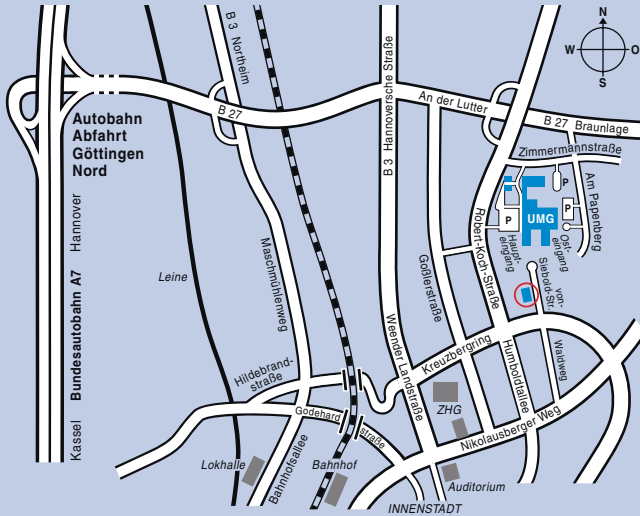 N
W
O
S
B 3 Northeim
B 3 Hannoversche Straße
An der Lutter
B 27
B 27 Braunlage
Zimmermannstraße
Autobahn
Abfahrt
Göttingen
Nord
P
P
P
UMG
Am Papenberg
Haupt-
eingang
Ost-
eingang
Robert-Koch-Straße
Hannover
Bundesautobahn A7
Kassel
Leine
Maschmühlenweg
Goßlerstraße
von-
Siebold-Str.
Waldweg
Hildebrand-
straße
Kreuzbergring
Weender Landstraße
Humboldtallee
Godehard
straße
ZHG
Nikolausberger Weg
Lokhalle
Bahnhofsallee
Bahnhof
Auditorium
INNENSTADT